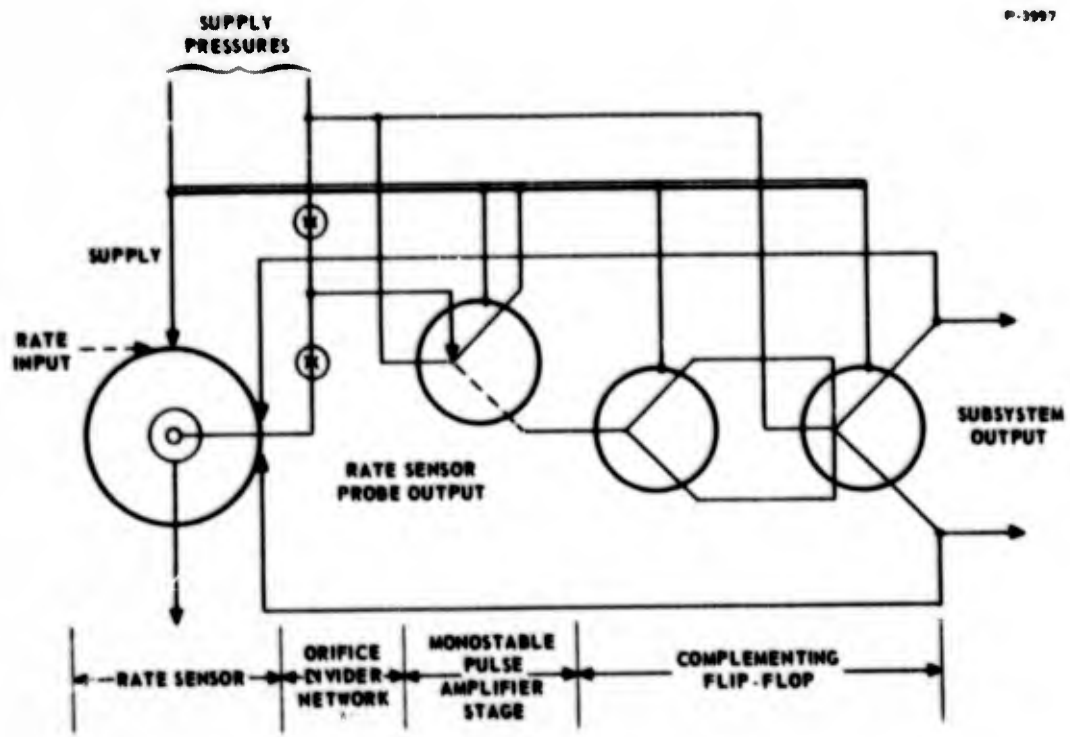 P-3997
SUPPLY
PRESSURES
SUPPLY
RATE
INPUT
RATE SENSOR
PROBE OUTPUT
SUBSYSTEM
OUTPUT
RATE SENSOR
ORIFICE
DIVIDER
NETWORK
MONOSTABLE
PULSE
AMPLIFIER
STAGE
COMPLEMENTING
FLIP-FLOP